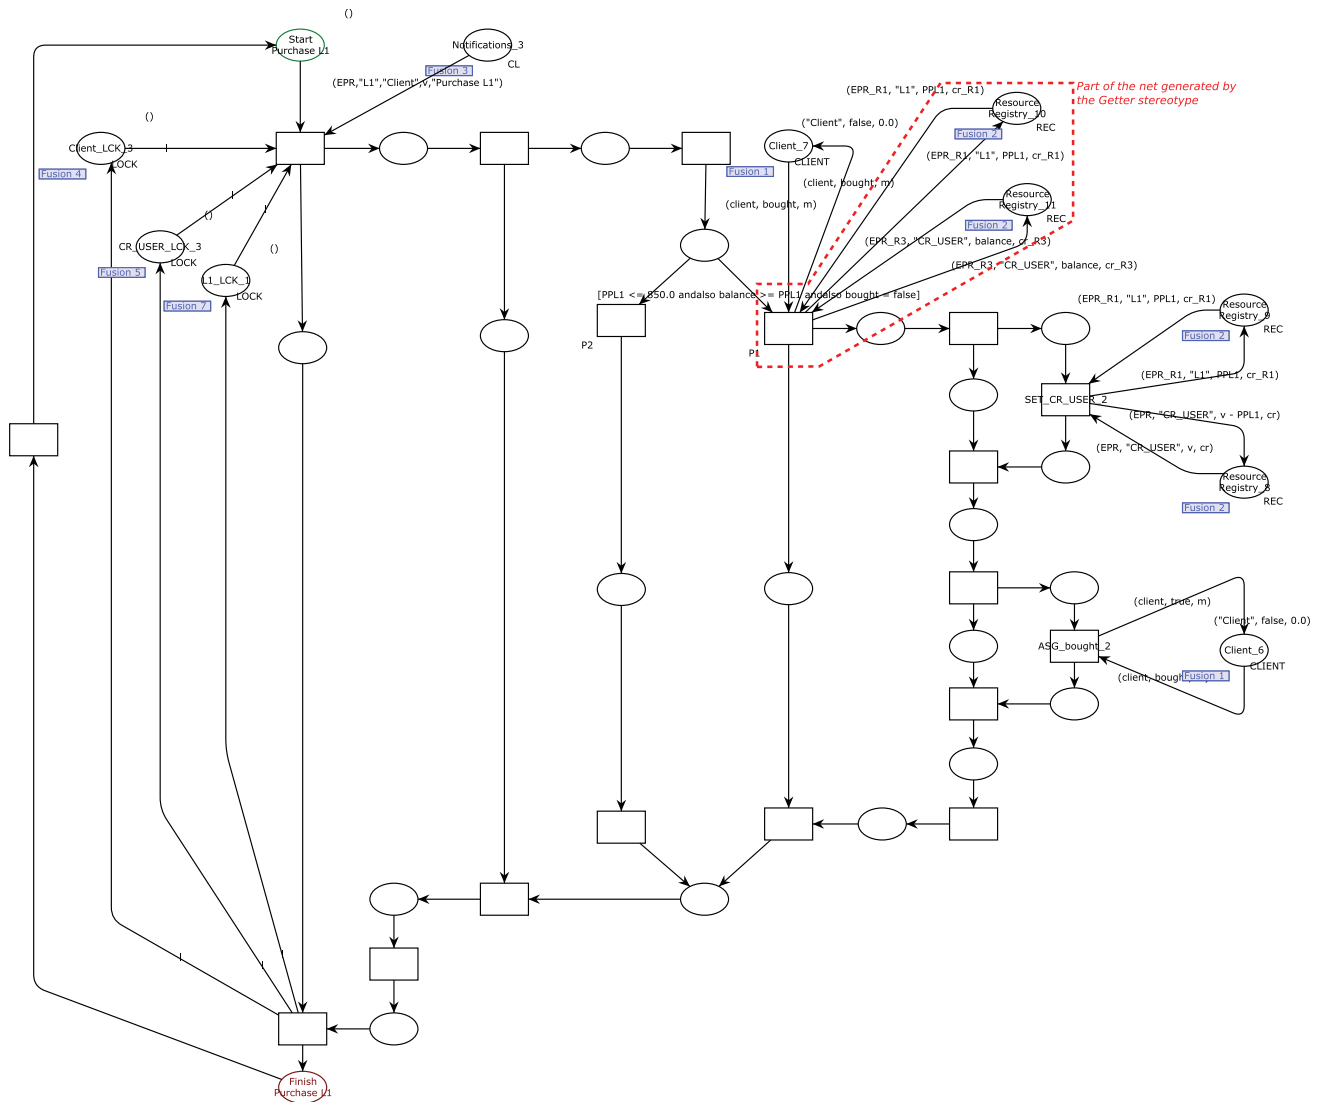 ()
Start
Purchase L1
Notifications_3
CL
Fusion 3
(EPR,"L1","Client",v,"Purchase L1")
(EPR_R1, "L1", PPL1, cr_R1)
Part of the net generated by
the Getter stereotype
Resource
Registry_10
REC
Fusion 2
()
Client_LCK_3
LOCK
Fusion 4
l
("Client", false, 0.0)
Client_7
CLIENT
Fusion 1
(EPR_R1, "L1", PPL1, cr_R1)
(client, bought, m)
(client, bought, m)
Resource
Registry_11
REC
Fusion 2
l
l
()
CR_USER_LCK_3
LOCK
Fusion 5
()
L1_LCK_1
LOCK
Fusion 7
(EPR_R3, "CR_USER", balance, cr_R3)
(EPR_R3, "CR_USER", balance, cr_R3)
[PPL1 <= 850.0 andalso balance >= PPL1 andalso bought = false]
P2
P1
(EPR_R1, "L1", PPL1, cr_R1)
Resource
Registry_9
REC
Fusion 2
(EPR_R1, "L1", PPL1, cr_R1)
SET_CR_USER_2
(EPR, "CR_USER", v - PPL1, cr)
(EPR, "CR_USER", v, cr)
Resource
Registry_8
REC
Fusion 2
(client, true, m)
("Client", false, 0.0)
ASG_bought_2
Client_6
CLIENT
(client, bough
Fusion 1
l
l
l
Finish
Purchase L1